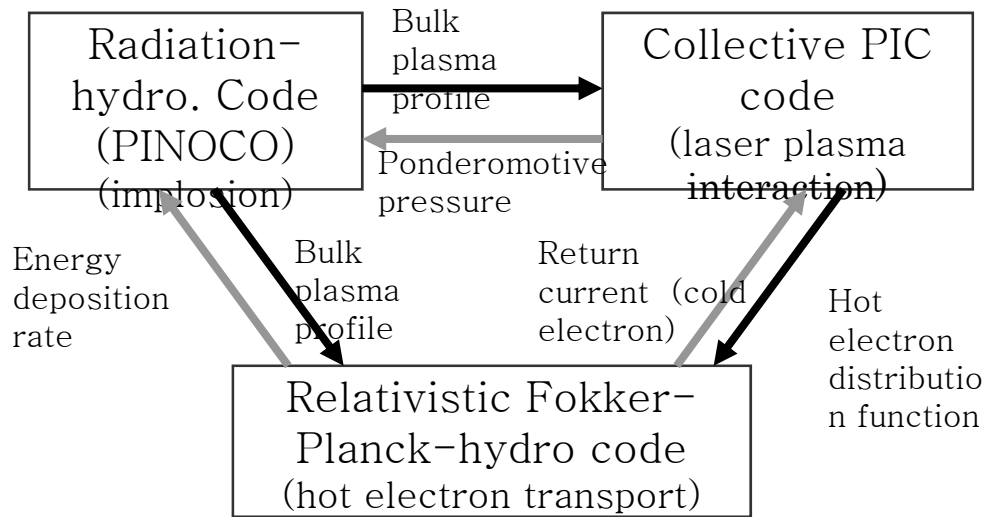 Radiation-
hydro. Code
(PINOCO)
(implosion)
Bulk
plasma
profile
Ponderomotive
pressure
Collective PIC
code
(laser plasma
interaction)
Energy
deposition
rate
Bulk
plasma
profile
Return
current (cold
electron)
Hot
electron
distributio
n function
Relativistic Fokker-
Planck-hydro code
(hot electron transport)